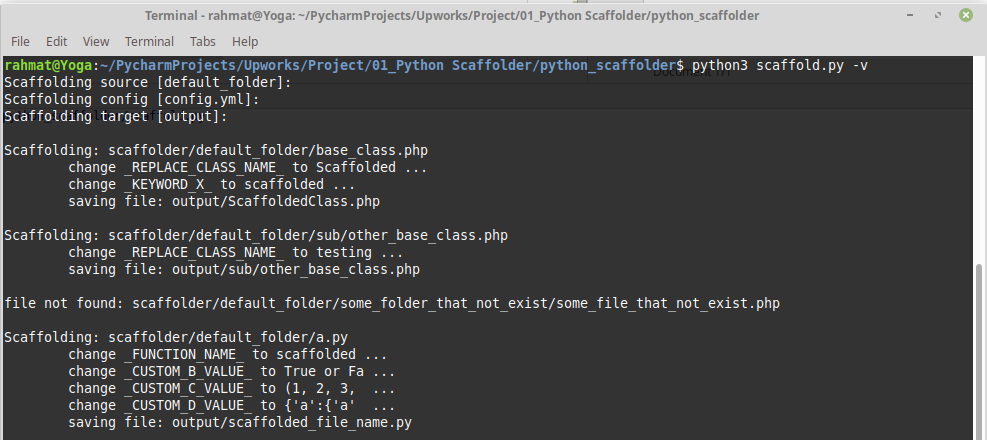 Terminal - rahmat@Yoga: ~/PycharmProjects/Upworks/Project/01_Python Scaffolder/python_scaffolder
File Edit View Terminal Tabs Help
rahmat@Yoga:~/PycharmProjects/Upworks/Project/01_Python Scaffolder/python_scaffolder$ python3 scaffold.py -v
Document 1/1
Scaffolding source [default_folder]:
Scaffolding config [config.yml]:
Scaffolding target [output]:
Scaffolding: scaffolder/default_folder/base_class.php
change _REPLACE_CLASS_NAME_ to Scaffolded ...
change _KEYWORD_X_ to scaffolded ...
saving file: output/ScaffoldedClass.php
Scaffolding: scaffolder/default_folder/sub/other_base_class.php
change _REPLACE_CLASS_NAME_ to testing ...
saving file: output/sub/other_base_class.php
file not found: scaffolder/default_folder/some_folder_that_not_exist/some_file_that_not_exist.php
Scaffolding: scaffolder/default_folder/a.py
change _FUNCTION_NAME_ to scaffolded ...
change _CUSTOM_B_VALUE_ to True or Fa ...
change _CUSTOM_C_VALUE_ to (1, 2, 3,  ...
change _CUSTOM_D_VALUE_ to {'a':{'a'  ...
saving file: output/scaffolded_file_name.py